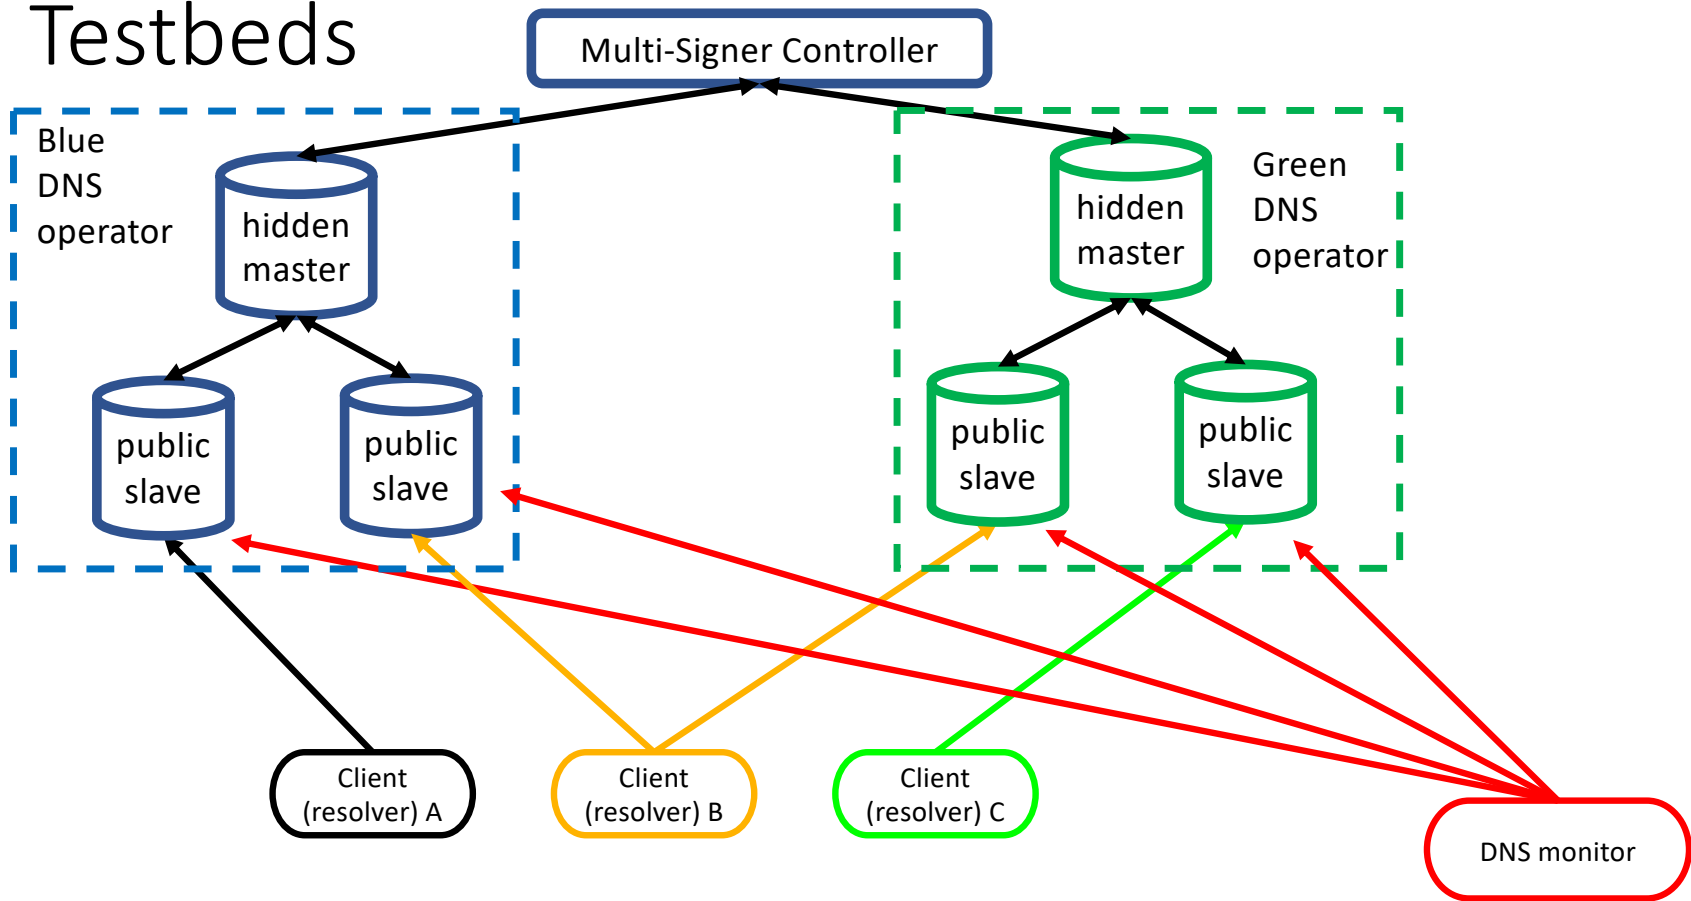 Testbeds
Multi-Signer Controller
Blue
DNS
operator
hidden
master
public
slave
public
slave
hidden
master
Green
DNS
operator
public
slave
public
slave
Client
(resolver) A
Client
(resolver) B
Client
(resolver) C
DNS monitor